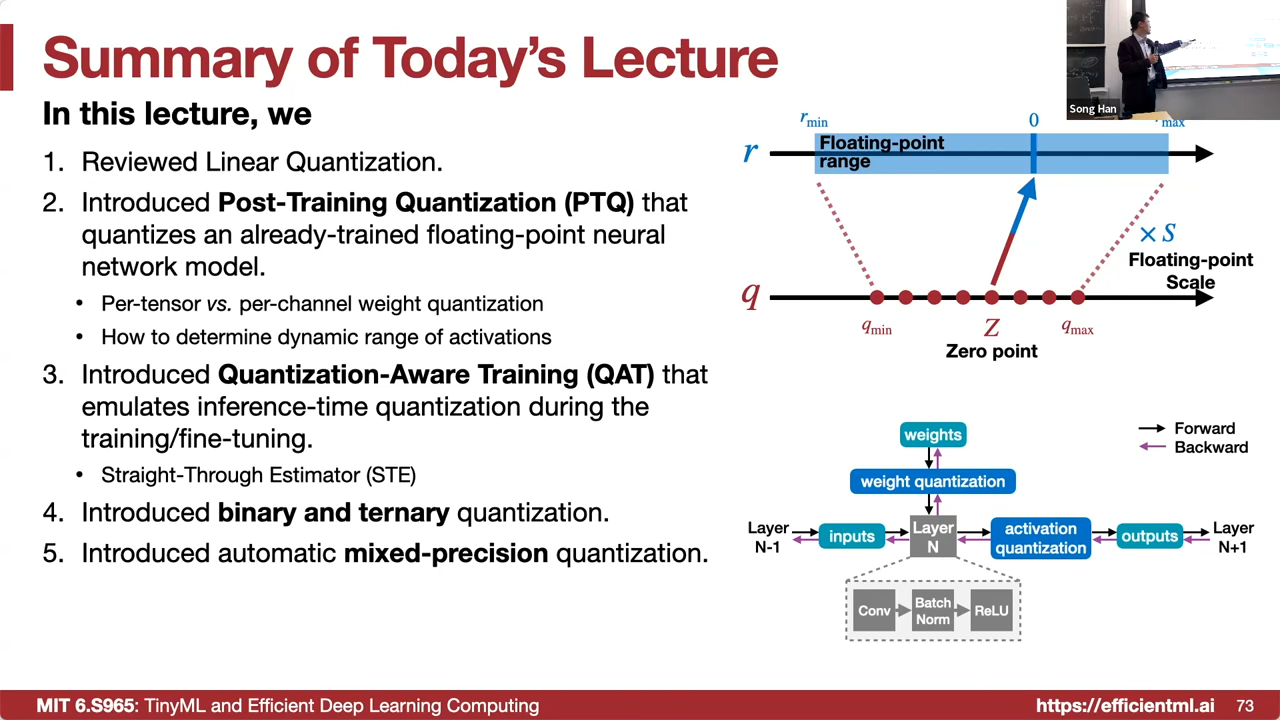 Summary of Today's Lecture
In this lecture, we
1. Reviewed Linear Quantization.
2. Introduced Post-Training Quantization (PTQ) that
quantizes an already-trained floating-point neural
network model.
• Per-tensor vs. per-channel weight quantization
• How to determine dynamic range of activations
3. Introduced Quantization-Aware Training (QAT) that
emulates inference-time quantization during the
training/fine-tuning.
• Straight-Through Estimator (STE)
4. Introduced binary and ternary quantization.
5. Introduced automatic mixed-precision quantization.
Song Han
rmin
0
max
r
Floating-point
range
× S
Floating-point
Scale
q
qmin
Z
qmax
Zero point
Forward
Backward
weights
weight quantization
Layer
N-1
inputs
Layer
N
activation
quantization
outputs
Layer
N+1
Conv
Batch
Norm
ReLU
MIT 6.S965: TinyML and Efficient Deep Learning Computing
https://efficientml.ai
73